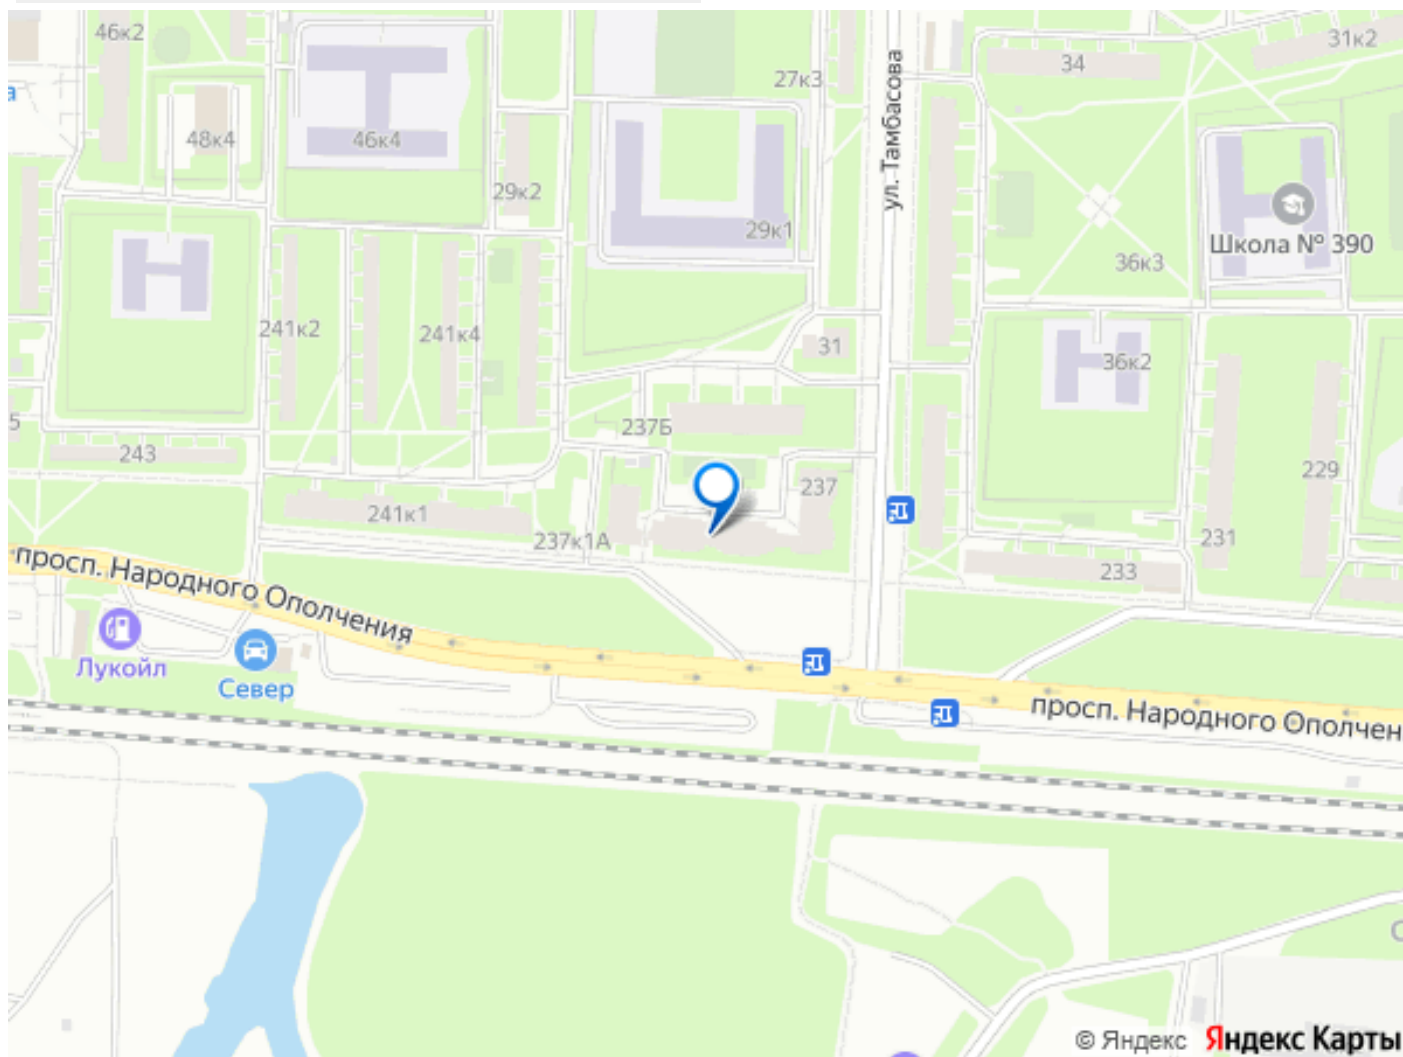 46к2
31к2
34
27к3
ул. Тамбасова
а
48к4
46к4
29к2
29к1
Школа № 390
36к3
241к2
241к4
31
36к2
5
237Б
243
237
229
241к1
237к1А
231
233
просп. Народного Ополчения
Лукойл
Север
просп. Народного Ополчен
С
© Яндекс Яндекс Карты